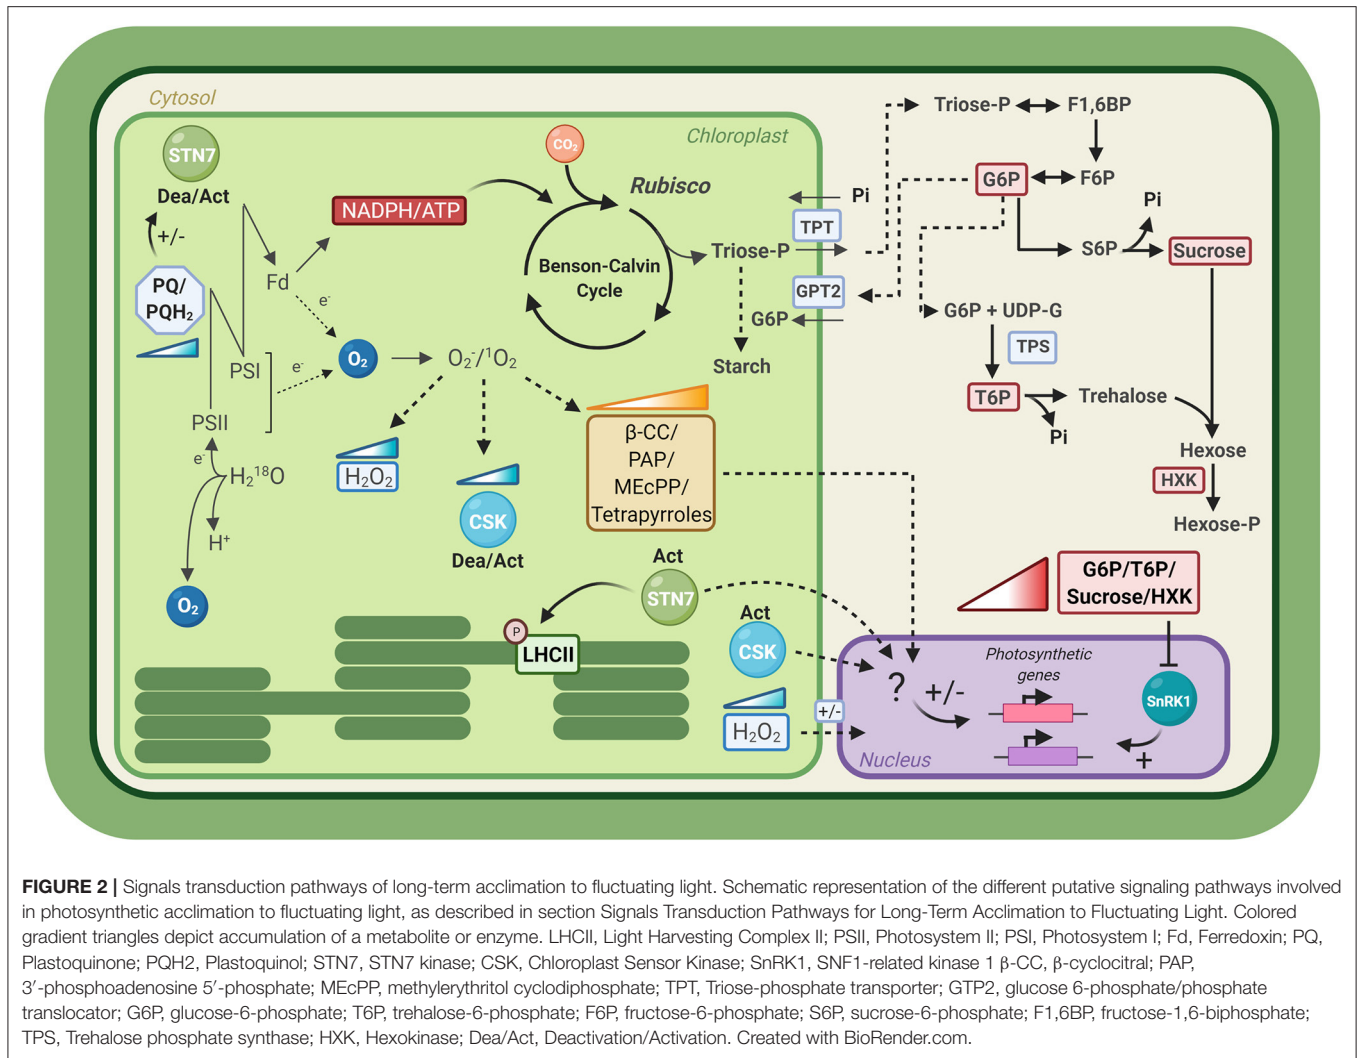 Cytosol
Chloroplast
STN7
Dea/Act
+/-
PQ/
PQH2
NADPH/ATP
Fd
e-
CO2
Rubisco
Benson-Calvin
Cycle
Triose-P
Starch
Pi
TPT
GPT2
G6P
Triose-P
F1,6BP
G6P
F6P
Pi
S6P
Sucrose
G6P + UDP-G
TPS
T6P
Trehalose
Pi
Hexose
HXK
Hexose-P
PSI
e-
O2
O2-/1O2
PSII
e-
H218O
H+
O2
H2O2
CSK
Dea/Act
β-CC/
PAP/
MEcPP/
Tetrapyrroles
Act
STN7
P
LHCII
Act
CSK
H2O2
+/-
G6P/T6P/
Sucrose/HXK
Photosynthetic
genes
?
+/-
SnRK1
+
Nucleus
FIGURE 2 | Signals transduction pathways of long-term acclimation to fluctuating light. Schematic representation of the different putative signaling pathways involved
in photosynthetic acclimation to fluctuating light, as described in section Signals Transduction Pathways for Long-Term Acclimation to Fluctuating Light. Colored
gradient triangles depict accumulation of a metabolite or enzyme. LHCII, Light Harvesting Complex II; PSII, Photosystem II; PSI, Photosystem I; Fd, Ferredoxin; PQ,
Plastoquinone; PQH2, Plastoquinol; STN7, STN7 kinase; CSK, Chloroplast Sensor Kinase; SnRK1, SNF1-related kinase 1 β-CC, β-cyclocitral; PAP,
3′-phosphoadenosine 5′-phosphate; MEcPP, methylerythritol cyclodiphosphate; TPT, Triose-phosphate transporter; GTP2, glucose 6-phosphate/phosphate
translocator; G6P, glucose-6-phosphate; T6P, trehalose-6-phosphate; F6P, fructose-6-phosphate; S6P, sucrose-6-phosphate; F1,6BP, fructose-1,6-biphosphate;
TPS, Trehalose phosphate synthase; HXK, Hexokinase; Dea/Act, Deactivation/Activation. Created with BioRender.com.